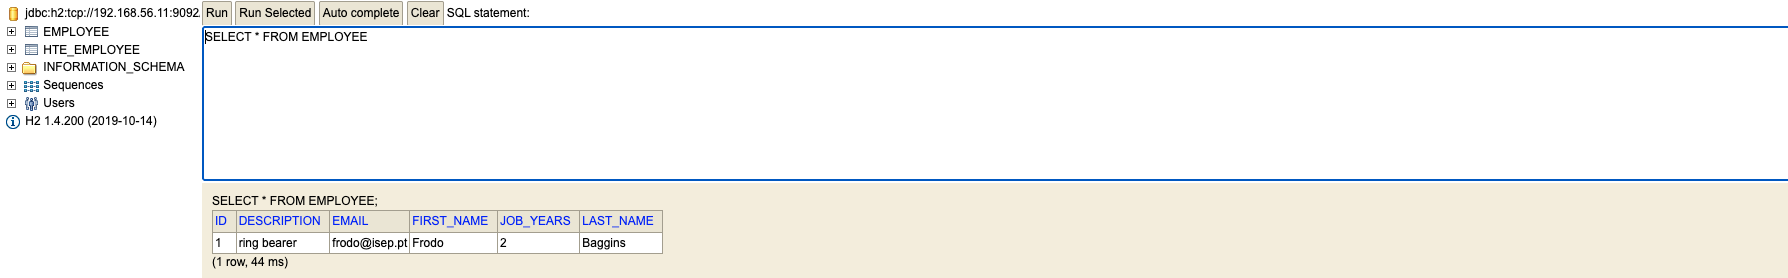 jdbc:h2:tcp://192.168.56.11:9092 Run Run Selected Auto complete Clear SQL statement:
EMPLOYEE
HTE_EMPLOYEE
INFORMATION_SCHEMA
Sequences
Users
H2 1.4.200 (2019-10-14)
SELECT * FROM EMPLOYEE
SELECT * FROM EMPLOYEE;
ID DESCRIPTION EMAIL FIRST_NAME JOB_YEARS LAST_NAME
1 ring bearer frodo@isep.pt Frodo 2 Baggins
(1 row, 44 ms)